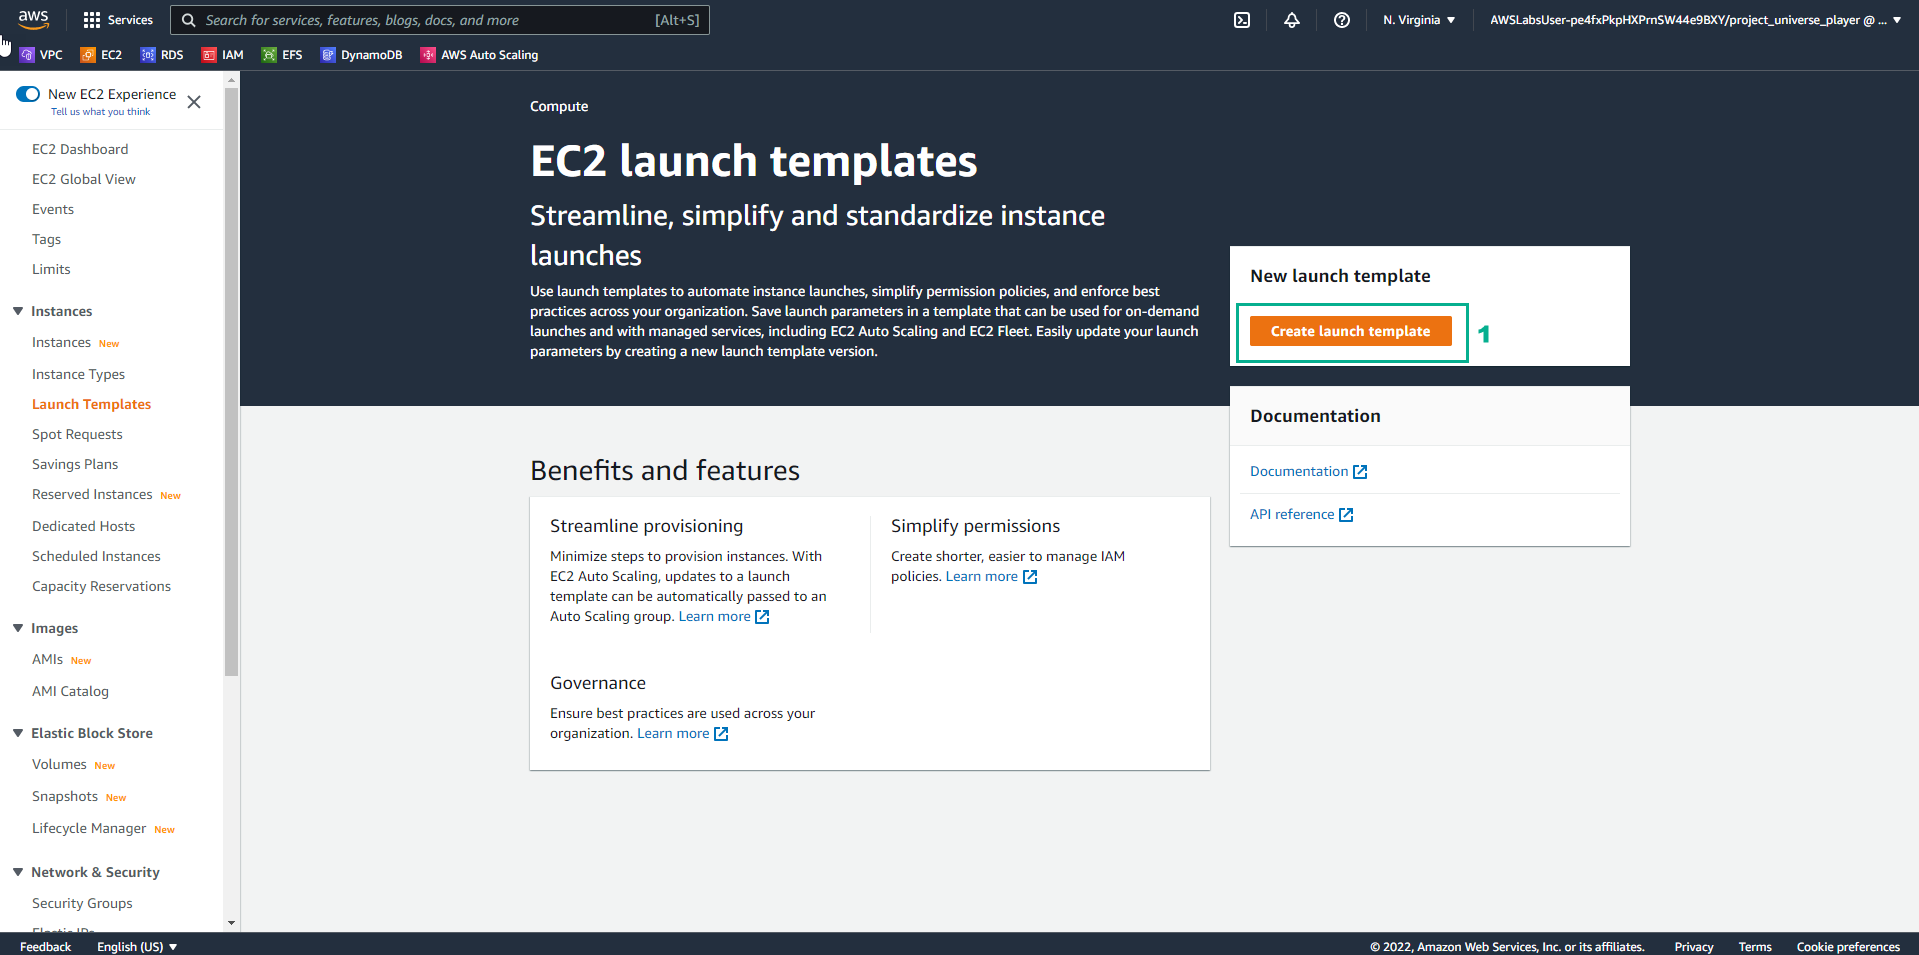 aws
Services
Search for services, features, blogs, docs, and more
[Alt+S]
N. Virginia
AWSLabsUser-pe4fxPkpHXPrnSW44e9BXY/project_universe_player @ ...
VPC
EC2
RDS
IAM
EFS
DynamoDB
AWS Auto Scaling
New EC2 Experience
Tell us what you think
EC2 Dashboard
EC2 Global View
Events
Tags
Limits
Instances
Instances New
Instance Types
Launch Templates
Spot Requests
Savings Plans
Reserved Instances New
Dedicated Hosts
Scheduled Instances
Capacity Reservations
Images
AMIs New
AMI Catalog
Elastic Block Store
Volumes New
Snapshots New
Lifecycle Manager New
Network & Security
Security Groups
Elastic IPs
Compute
EC2 launch templates
Streamline, simplify and standardize instance
launches
Use launch templates to automate instance launches, simplify permission policies, and enforce best
practices across your organization. Save launch parameters in a template that can be used for on-demand
launches and with managed services, including EC2 Auto Scaling and EC2 Fleet. Easily update your launch
parameters by creating a new launch template version.
New launch template
Create launch template
1
Documentation
Documentation
API reference
Benefits and features
Streamline provisioning
Minimize steps to provision instances. With
EC2 Auto Scaling, updates to a launch
template can be automatically passed to an
Auto Scaling group. Learn more
Simplify permissions
Create shorter, easier to manage IAM
policies. Learn more
Governance
Ensure best practices are used across your
organization. Learn more
Feedback
English (US)
© 2022, Amazon Web Services, Inc. or its affiliates.
Privacy
Terms
Cookie preferences